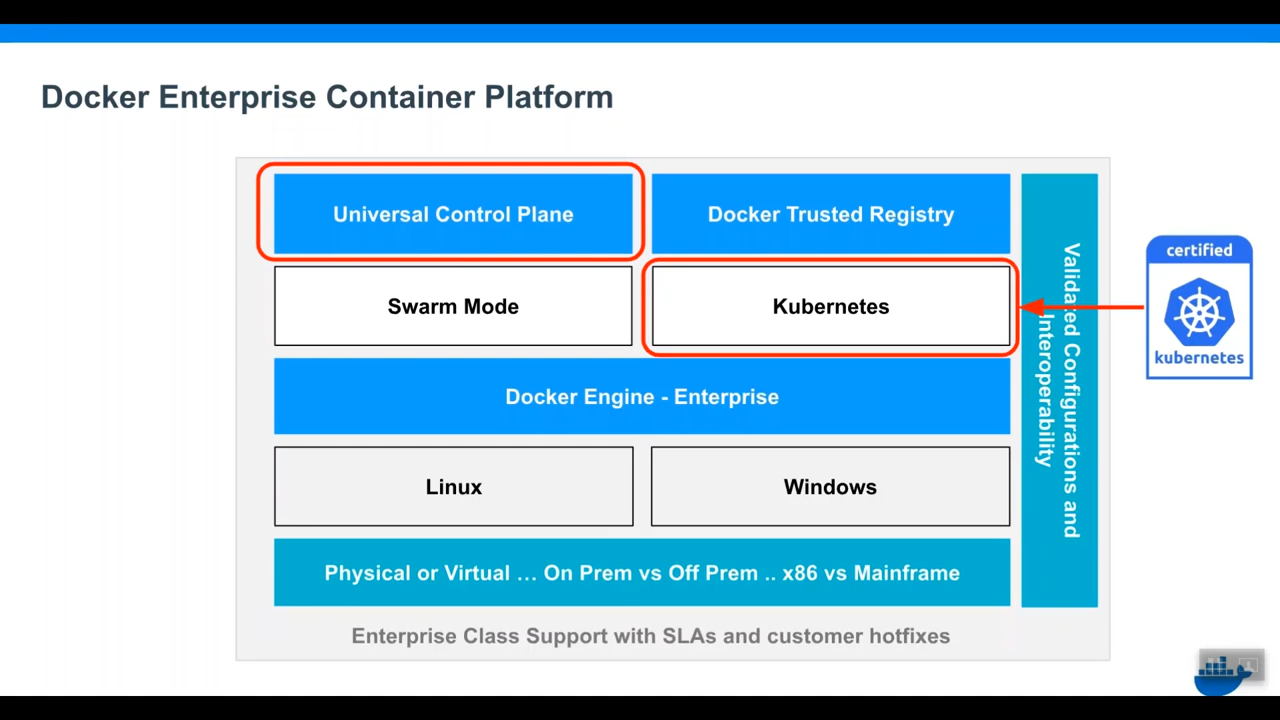 Docker Enterprise Container Platform
Universal Control Plane
Docker Trusted Registry
Swarm Mode
Kubernetes
Docker Engine - Enterprise
Linux
Windows
Physical or Virtual … On Prem vs Off Prem .. x86 vs Mainframe
Enterprise Class Support with SLAs and customer hotfixes
Validated Configurations and
Interoperability
certified
kubernetes